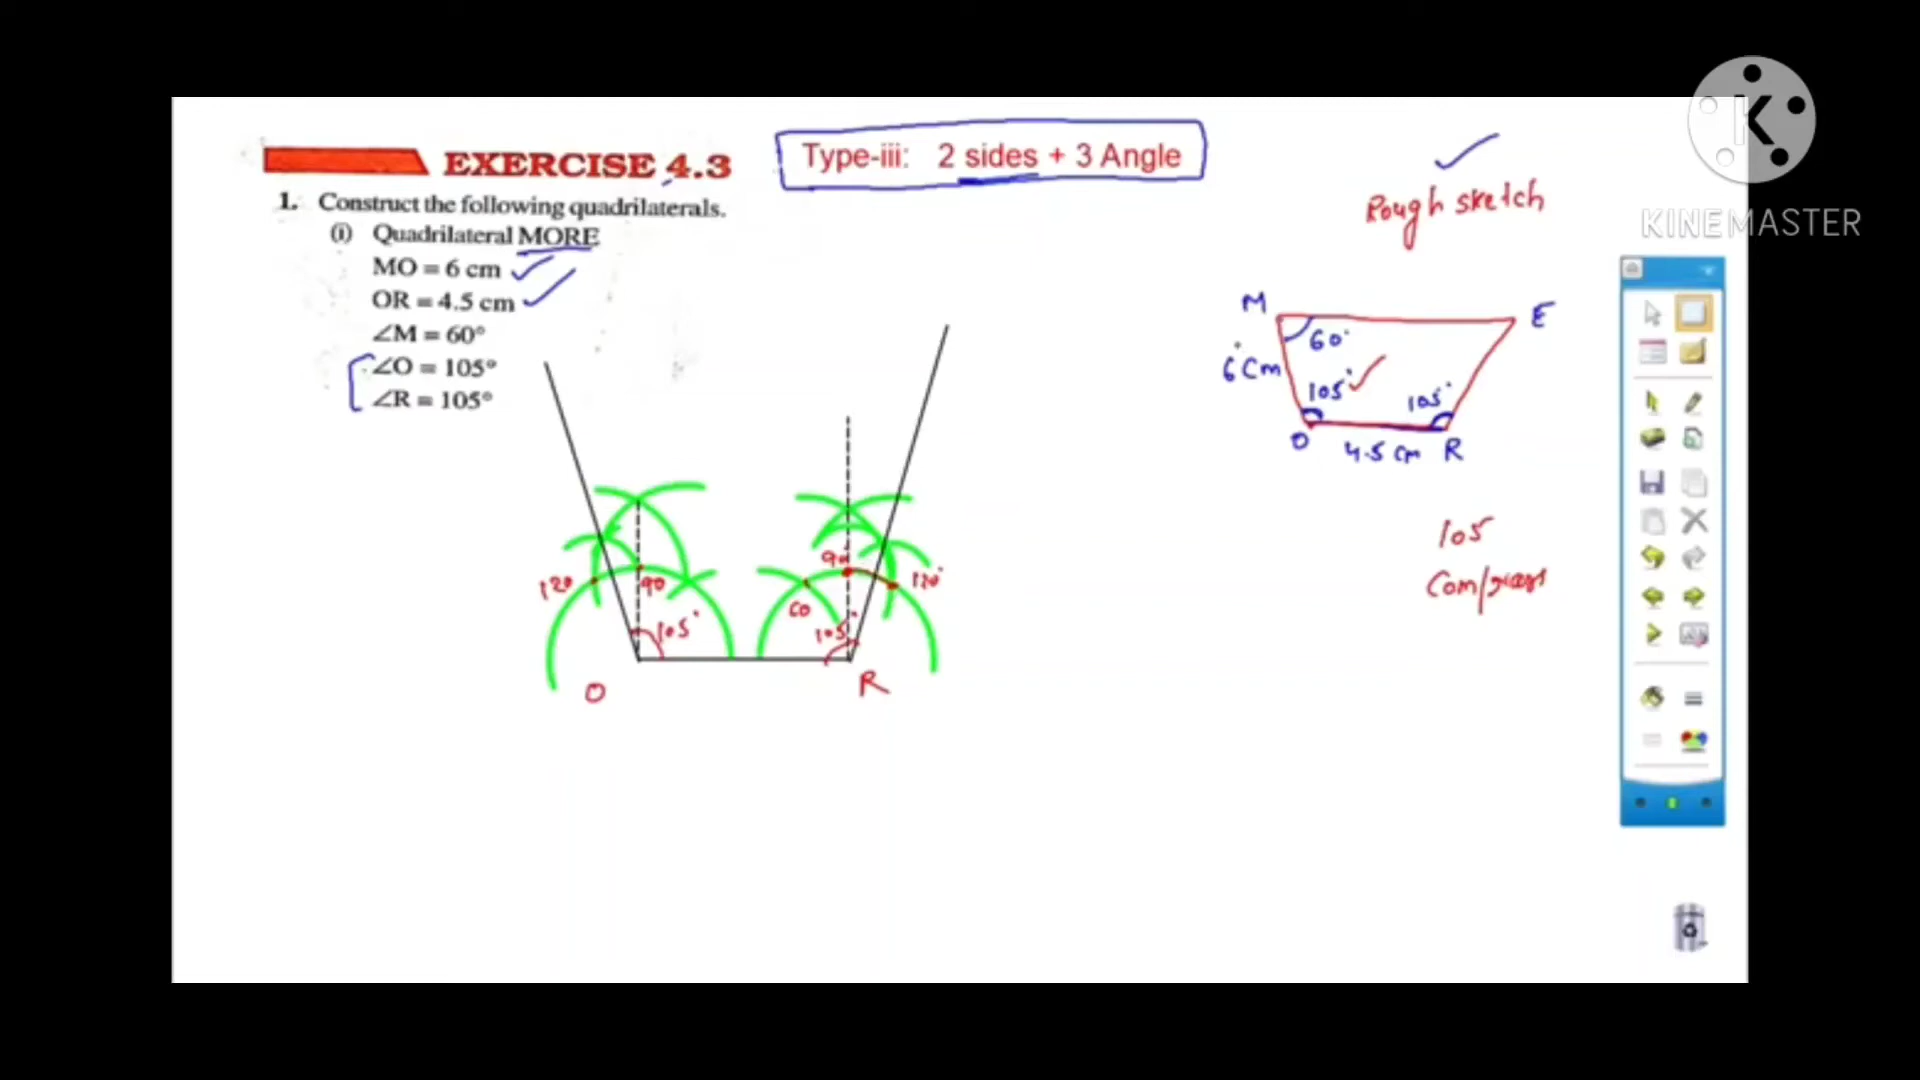 EXERCISE 4.3
Type-iii: 2 sides + 3 Angle
1. Construct the following quadrilaterals.
(i) Quadrilateral MORE
MO = 6 cm
OR = 4.5 cm
∠M = 60°
∠O = 105°
∠R = 105°
Rough sketch
KINEMASTER
M
E
60°
6 cm
105°
105°
O
4.5 cm
R
105
120
90
105°
60
90
120°
105°
O
R